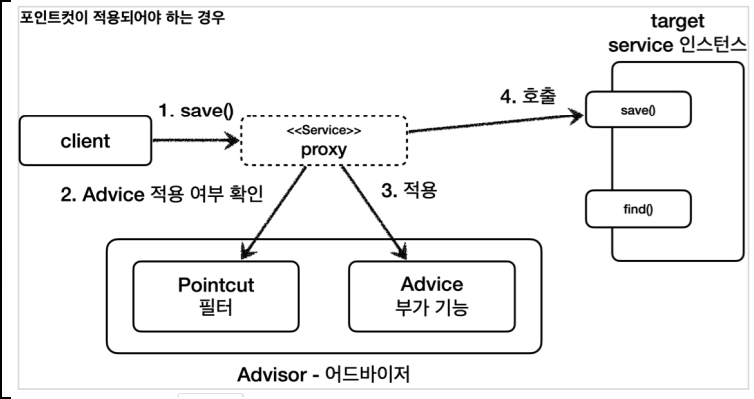 포인트컷이 적용되어야 하는 경우
target
service 인스턴스
4. 호출
1. save()
save()
<<Service>>
proxy
client
2. Advice 적용 여부 확인
3. 적용
find()
Pointcut
필터
Advice
부가 기능
Advisor - 어드바이저